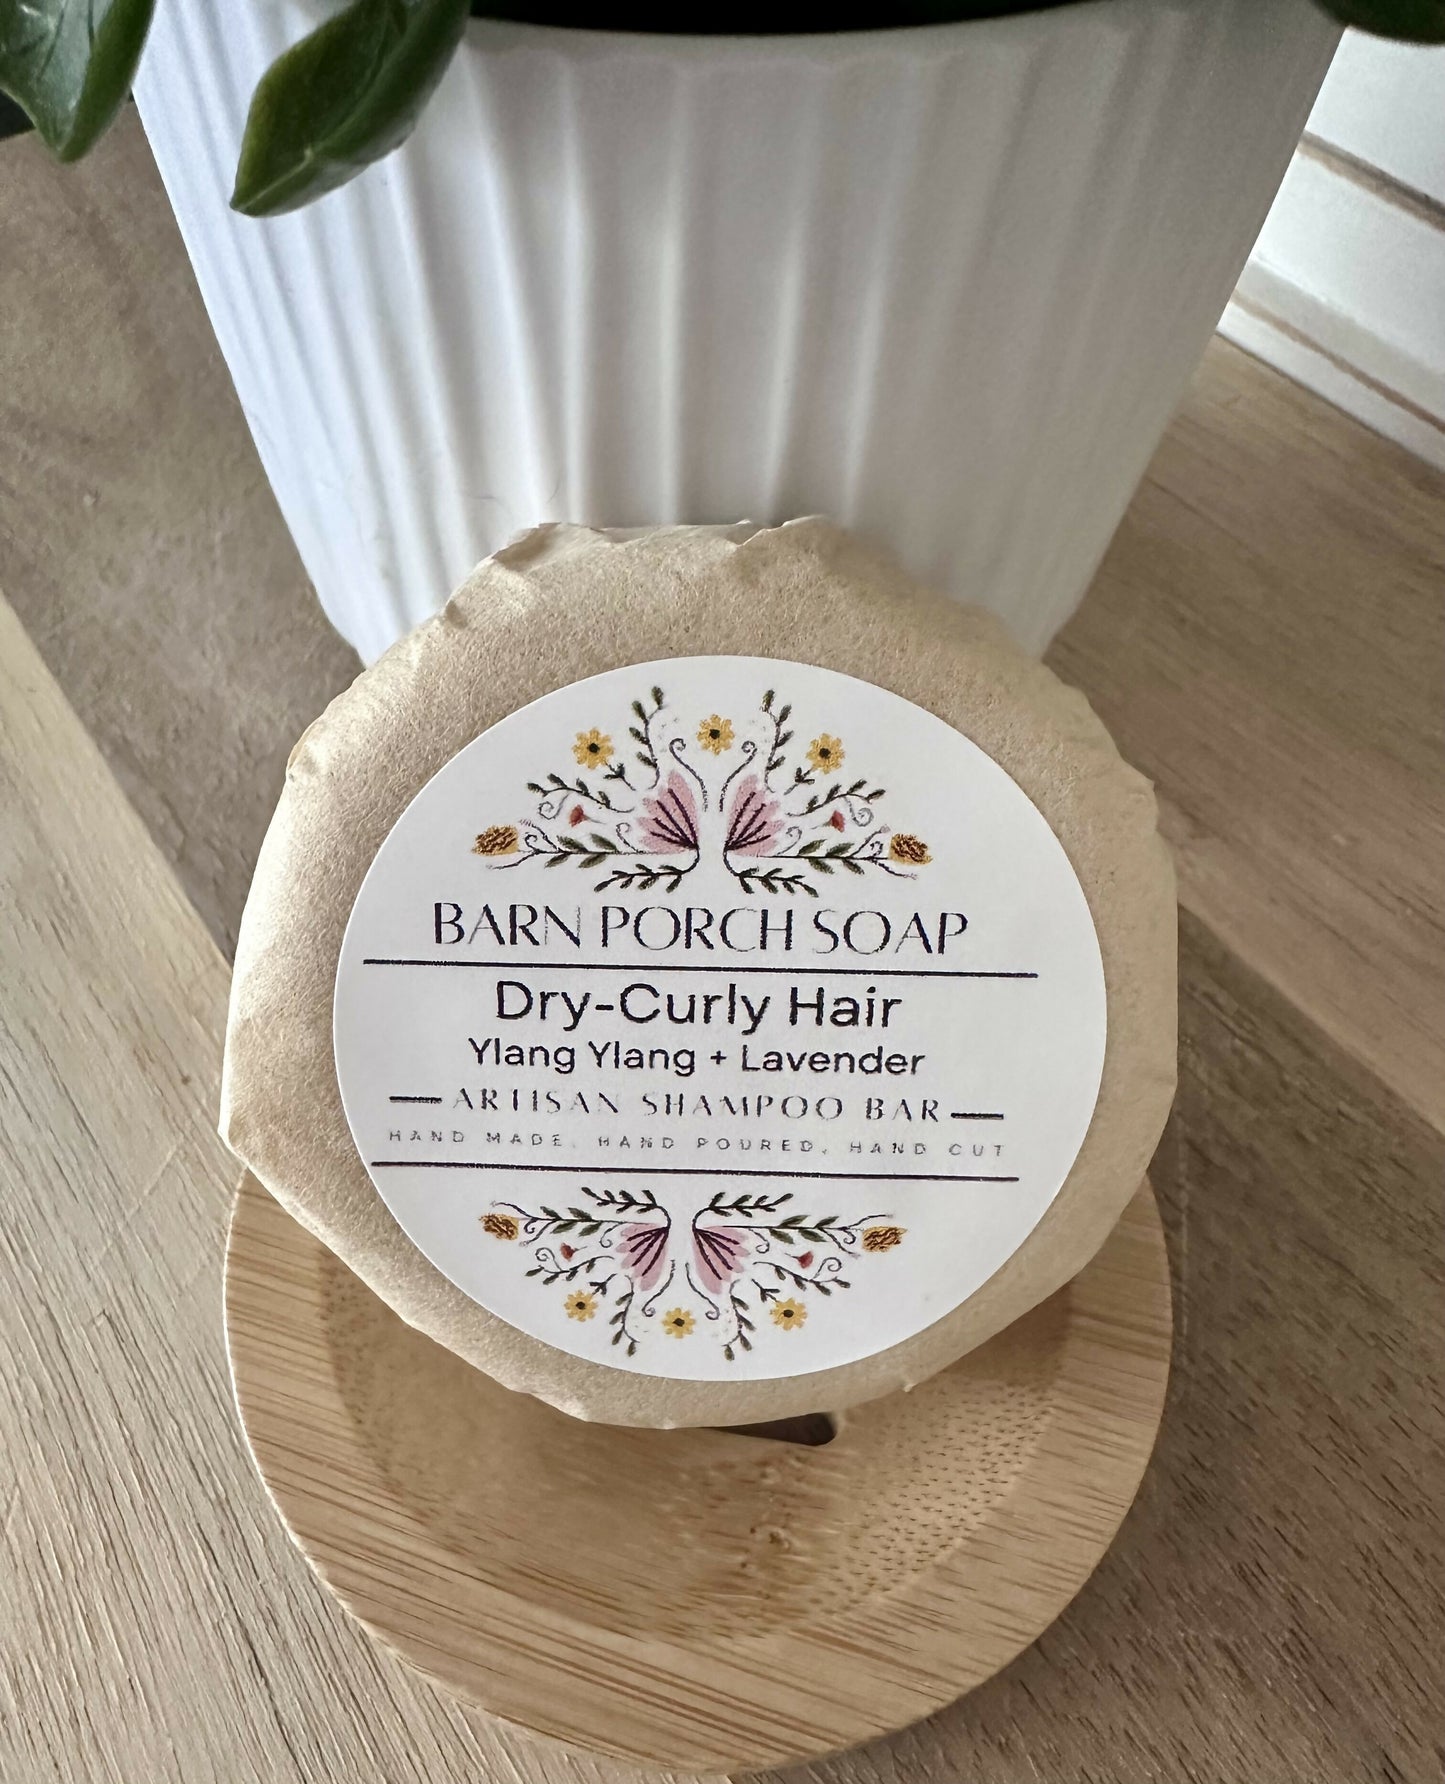 BARN PORCH SOAP
Dry-Curly Hair
Ylang Ylang + Lavender
ARTISAN SHAMPOO BAR
HAND MADE, HAND POURED, HAND CUT